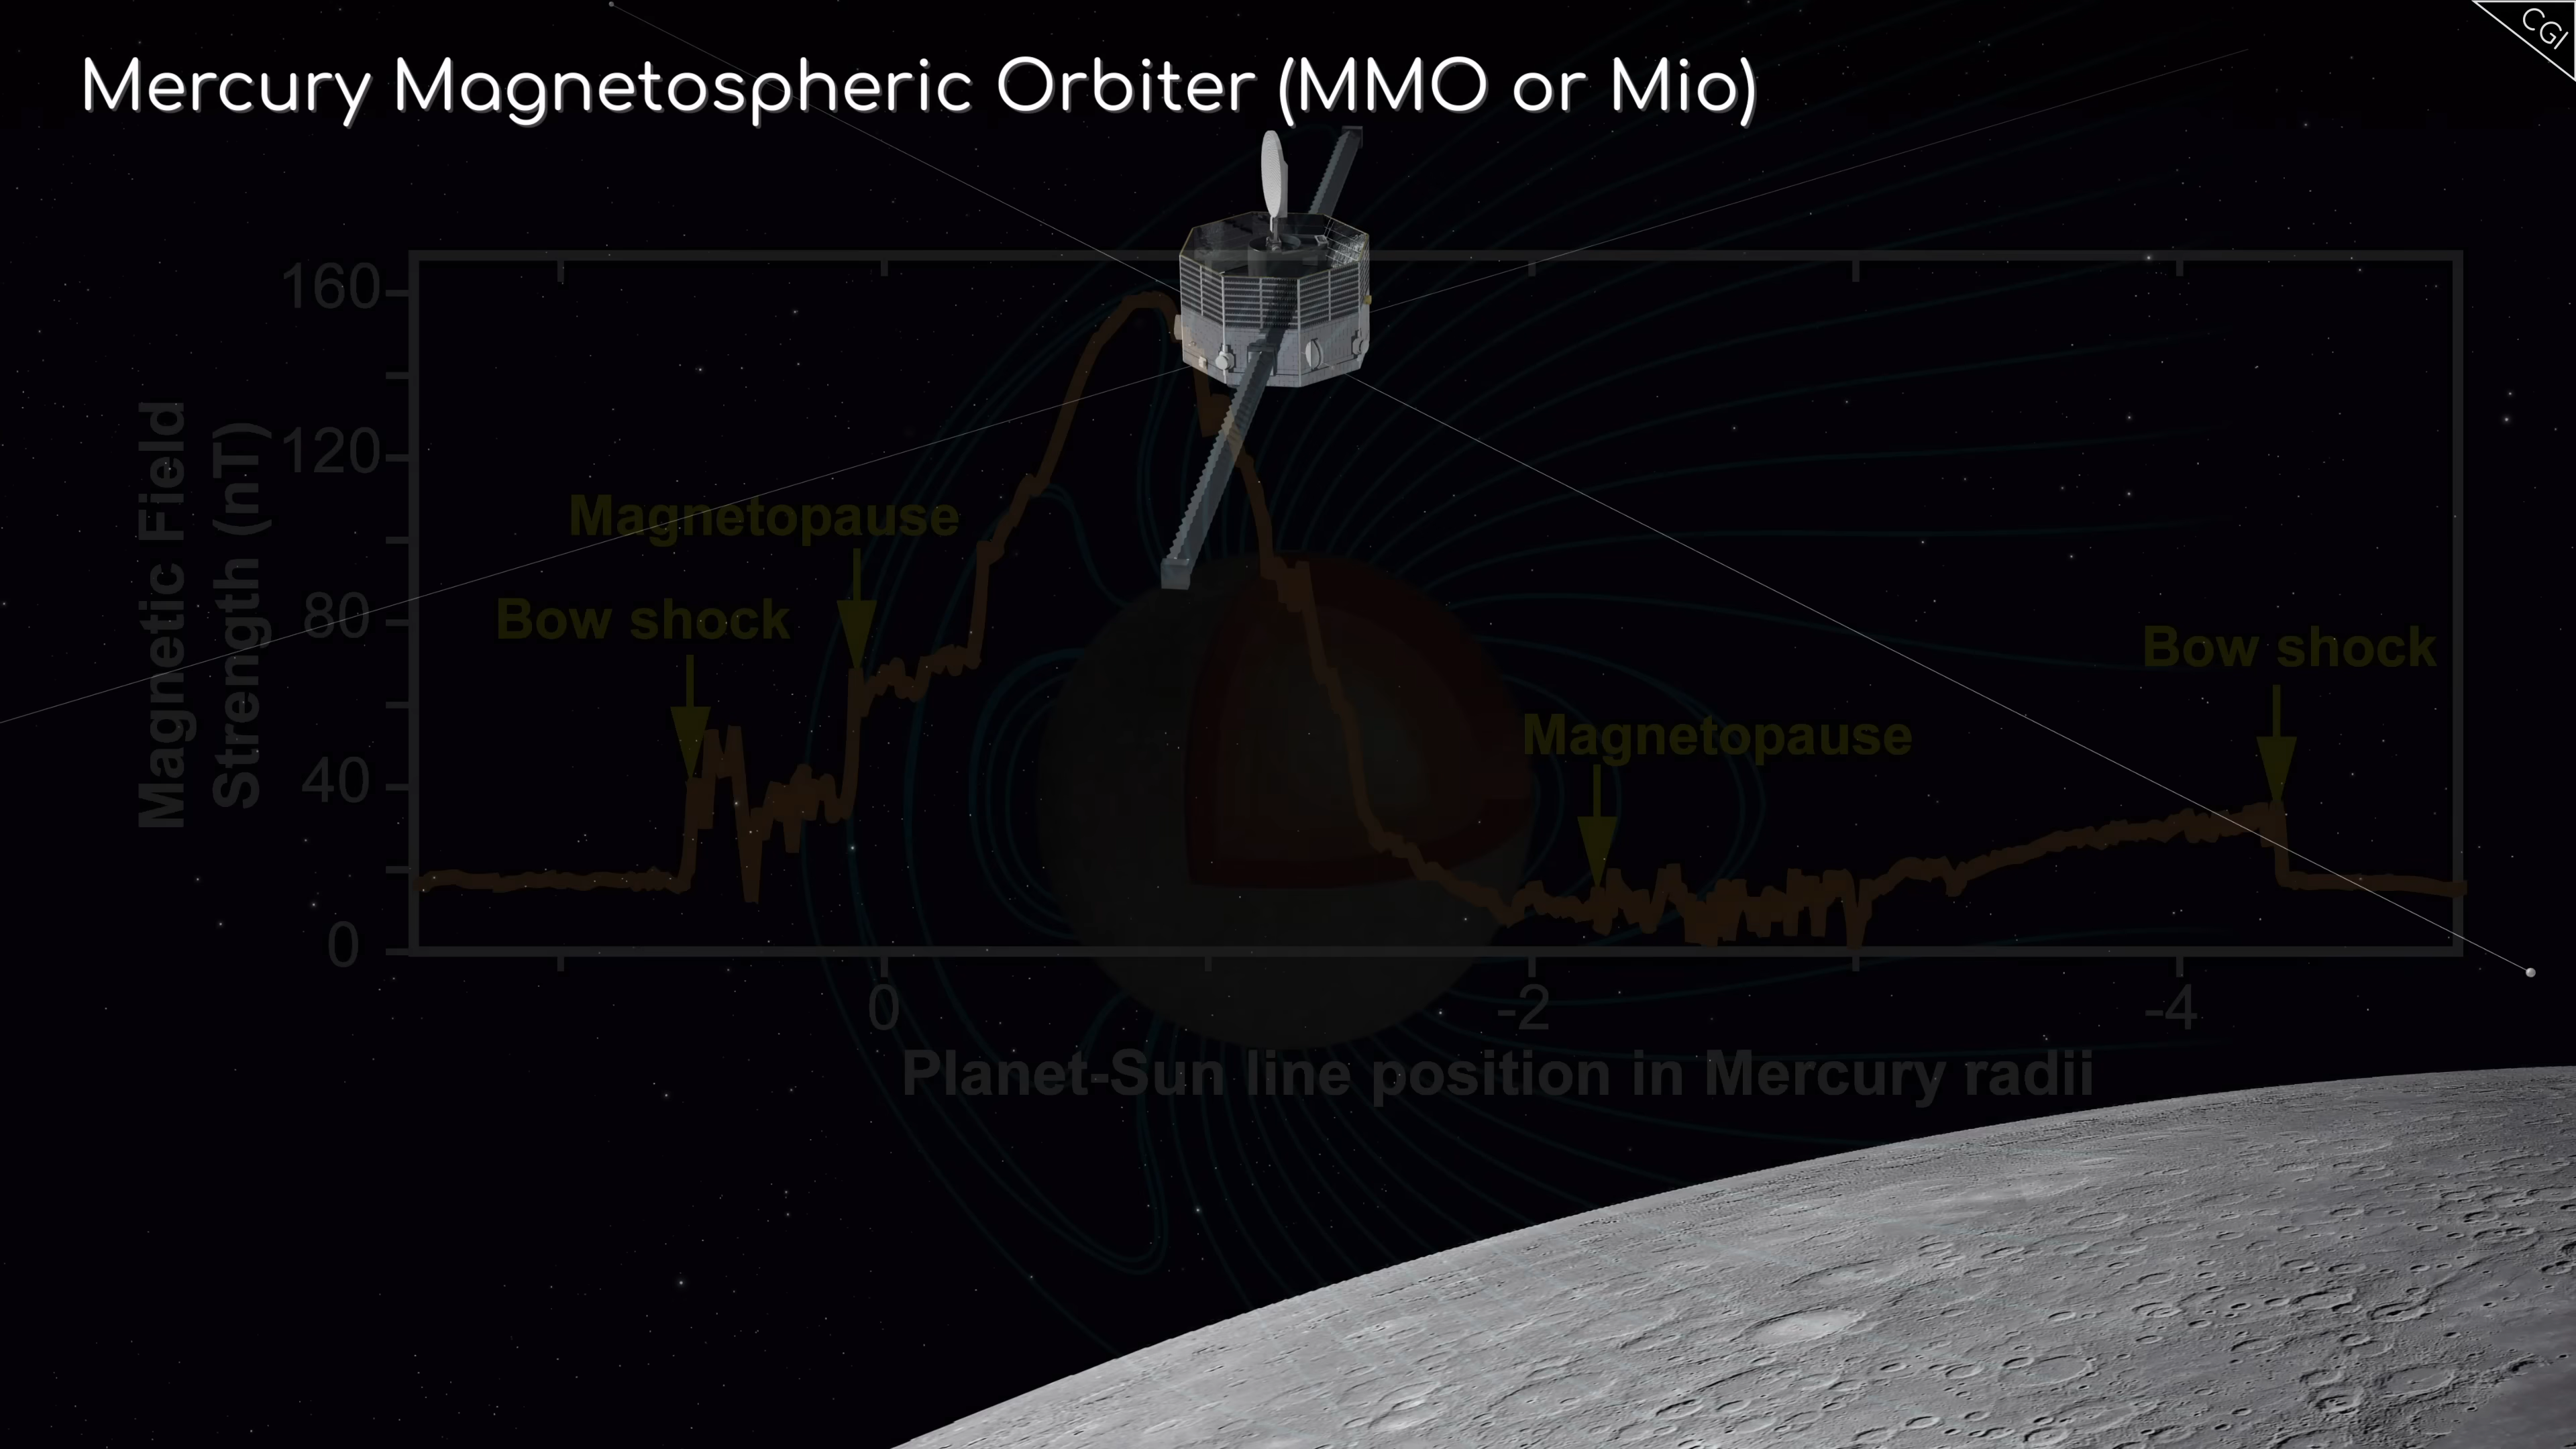 CGI
Mercury Magnetospheric Orbiter (MMO or Mio)
160
120
80
40
0
Magnetic Field
Strength (nT)
Magnetopause
Bow shock
Magnetopause
Bow shock
0
-2
-4
Planet-Sun line position in Mercury radii